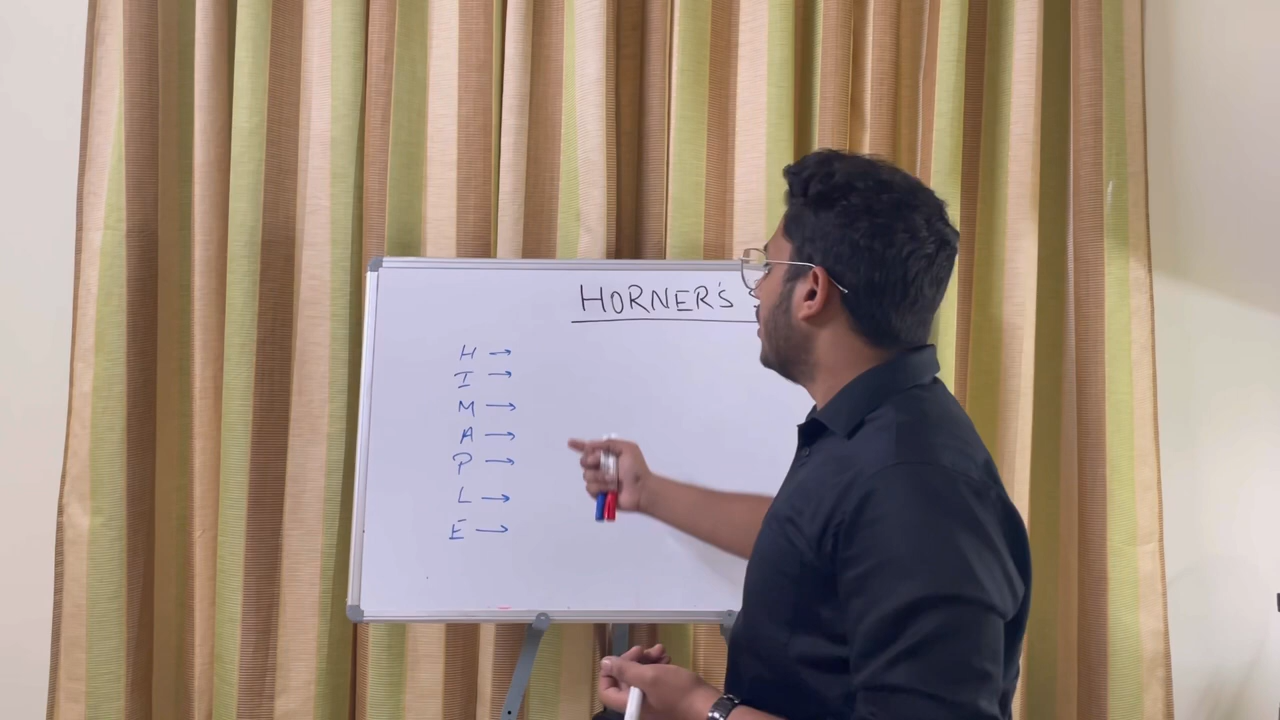 HORNER'S
H →
I →
M →
A →
P →
L →
E →